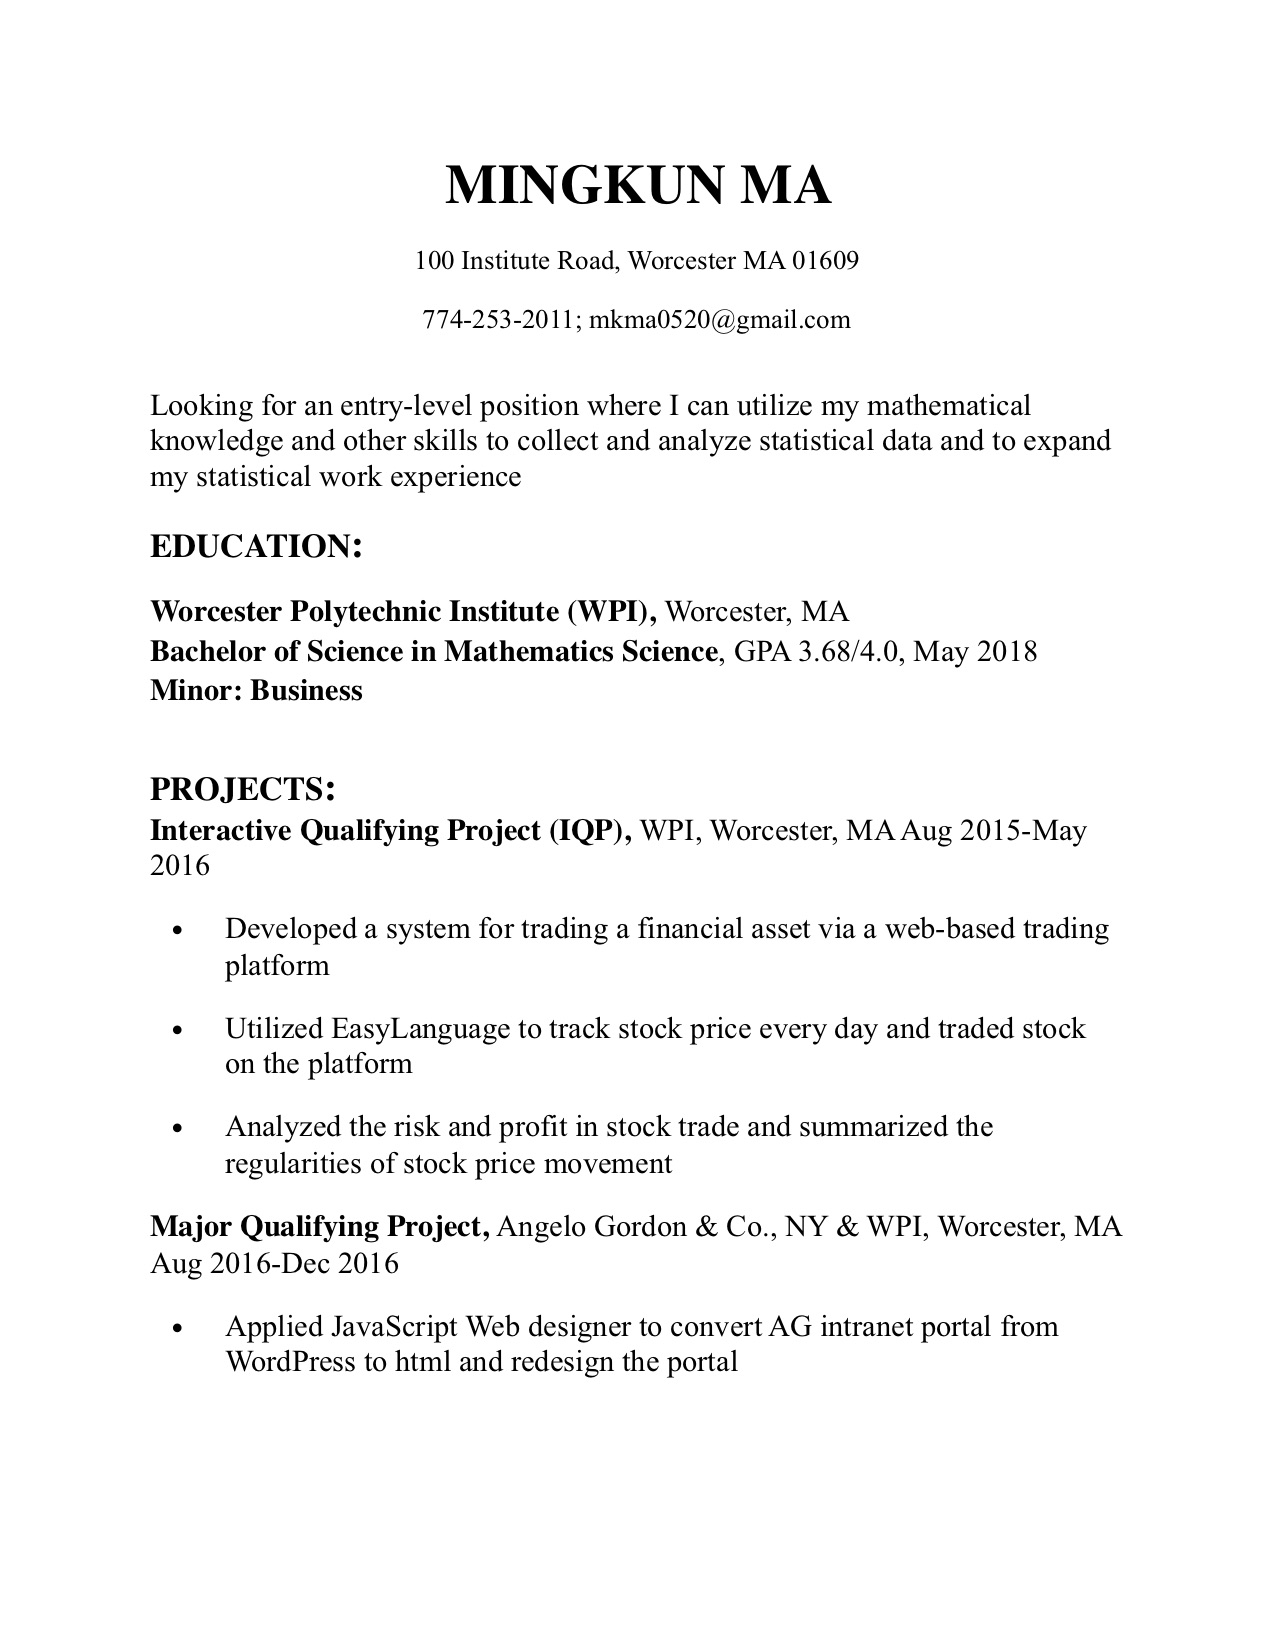 MINGKUN MA
100 Institute Road, Worcester MA 01609
774-253-2011; mkma0520@gmail.com
Looking for an entry-level position where I can utilize my mathematical
knowledge and other skills to collect and analyze statistical data and to expand
my statistical work experience
EDUCATION:
Worcester Polytechnic Institute (WPI), Worcester, MA
Bachelor of Science in Mathematics Science, GPA 3.68/4.0, May 2018
Minor: Business
PROJECTS:
Interactive Qualifying Project (IQP), WPI, Worcester, MA Aug 2015-May
2016
• Developed a system for trading a financial asset via a web-based trading
platform
• Utilized EasyLanguage to track stock price every day and traded stock
on the platform
• Analyzed the risk and profit in stock trade and summarized the
regularities of stock price movement
Major Qualifying Project, Angelo Gordon & Co., NY & WPI, Worcester, MA
Aug 2016-Dec 2016
• Applied JavaScript Web designer to convert AG intranet portal from
WordPress to html and redesign the portal